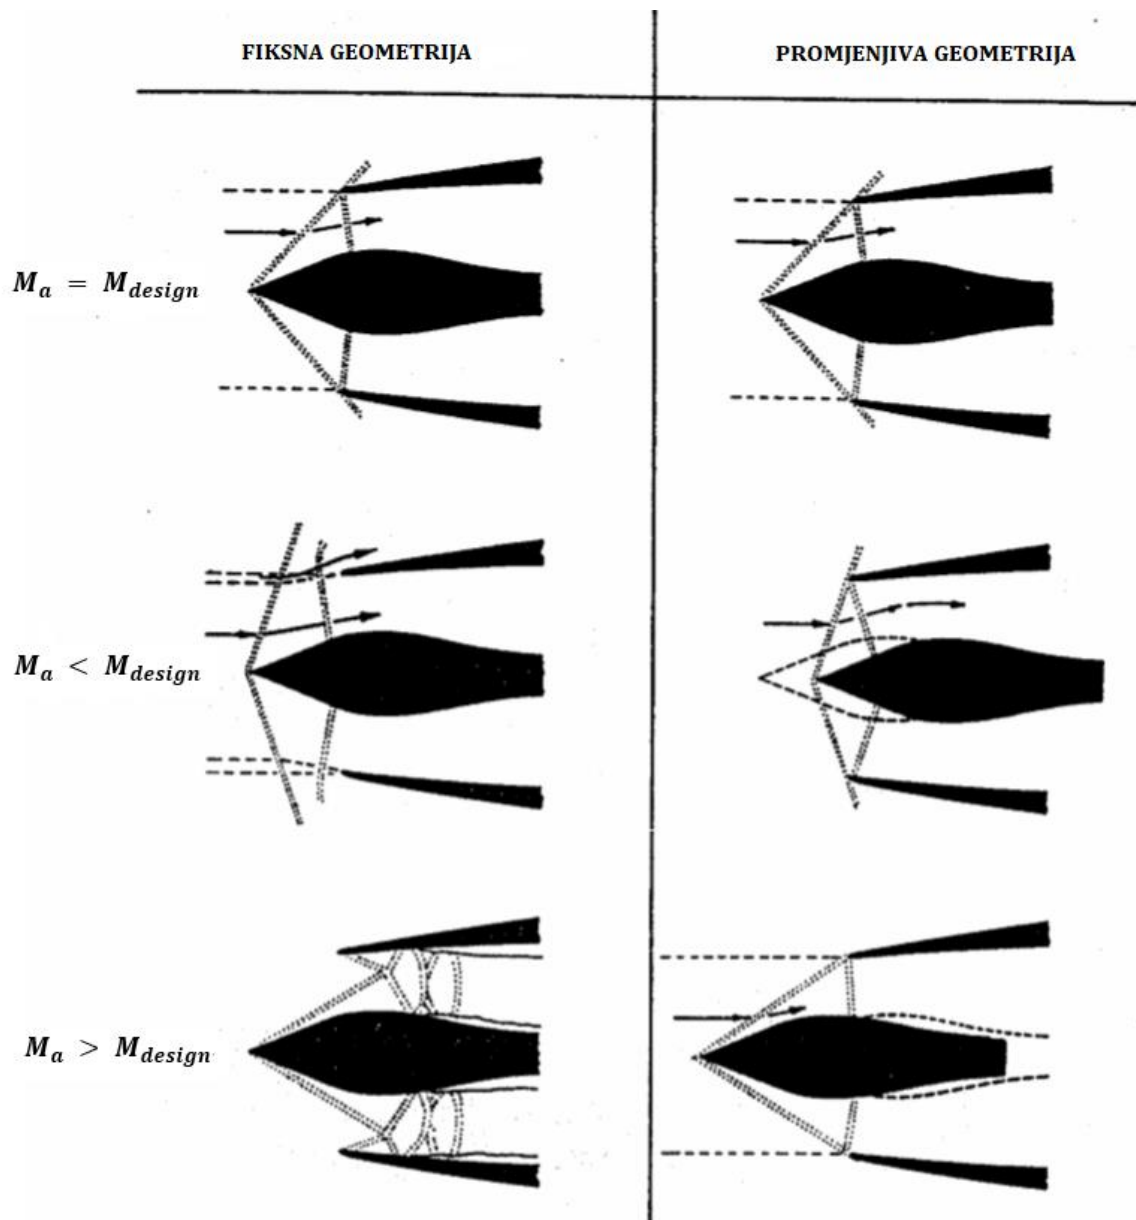 FIKSNA GEOMETRIJA
PROMJENJIVA GEOMETRIJA
M_a = M_design
M_a < M_design
M_a > M_design